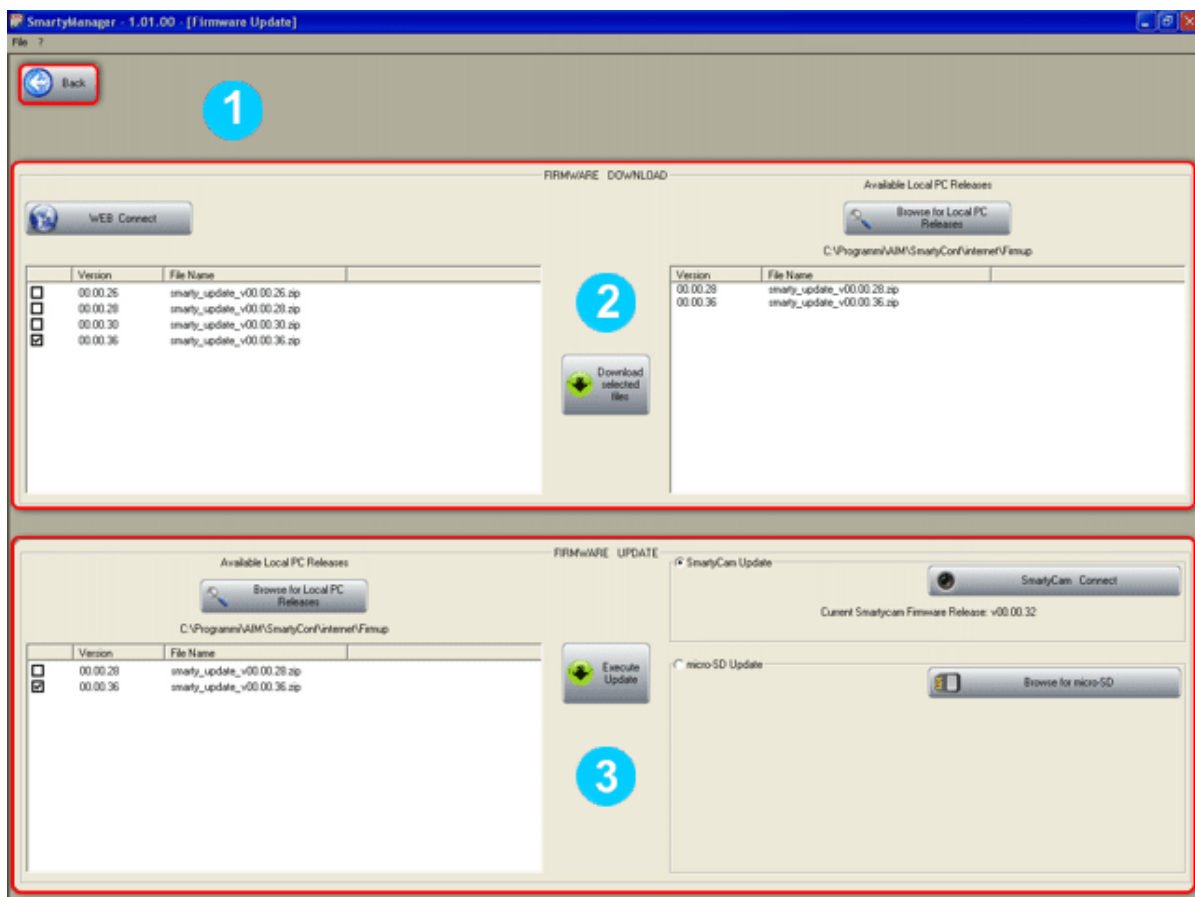 SmartyManager - 1.01.00 - [Firmware Update]
File ?
Back
1
FIRMWARE DOWNLOAD
WEB Connect
Version File Name
00.00.26 smarty_update_v00.00.26.zip
00.00.28 smarty_update_v00.00.28.zip
00.00.30 smarty_update_v00.00.30.zip
00.00.36 smarty_update_v00.00.36.zip
2
Download
selected
files
Available Local PC Releases
Browse for Local PC
Releases
C:\Programmi\AIM\SmartyConf\internet\Firmup
Version File Name
00.00.28 smarty_update_v00.00.28.zip
00.00.36 smarty_update_v00.00.36.zip
FIRMWARE UPDATE
Available Local PC Releases
Browse for Local PC
Releases
C:\Programmi\AIM\SmartyConf\internet\Firmup
Version File Name
00.00.28 smarty_update_v00.00.28.zip
00.00.36 smarty_update_v00.00.36.zip
Execute
Update
3
SmartyCam Update
SmartyCam Connect
Current Smartycam Firmware Release: v00.00.32
micro-SD Update
Browse for micro-SD